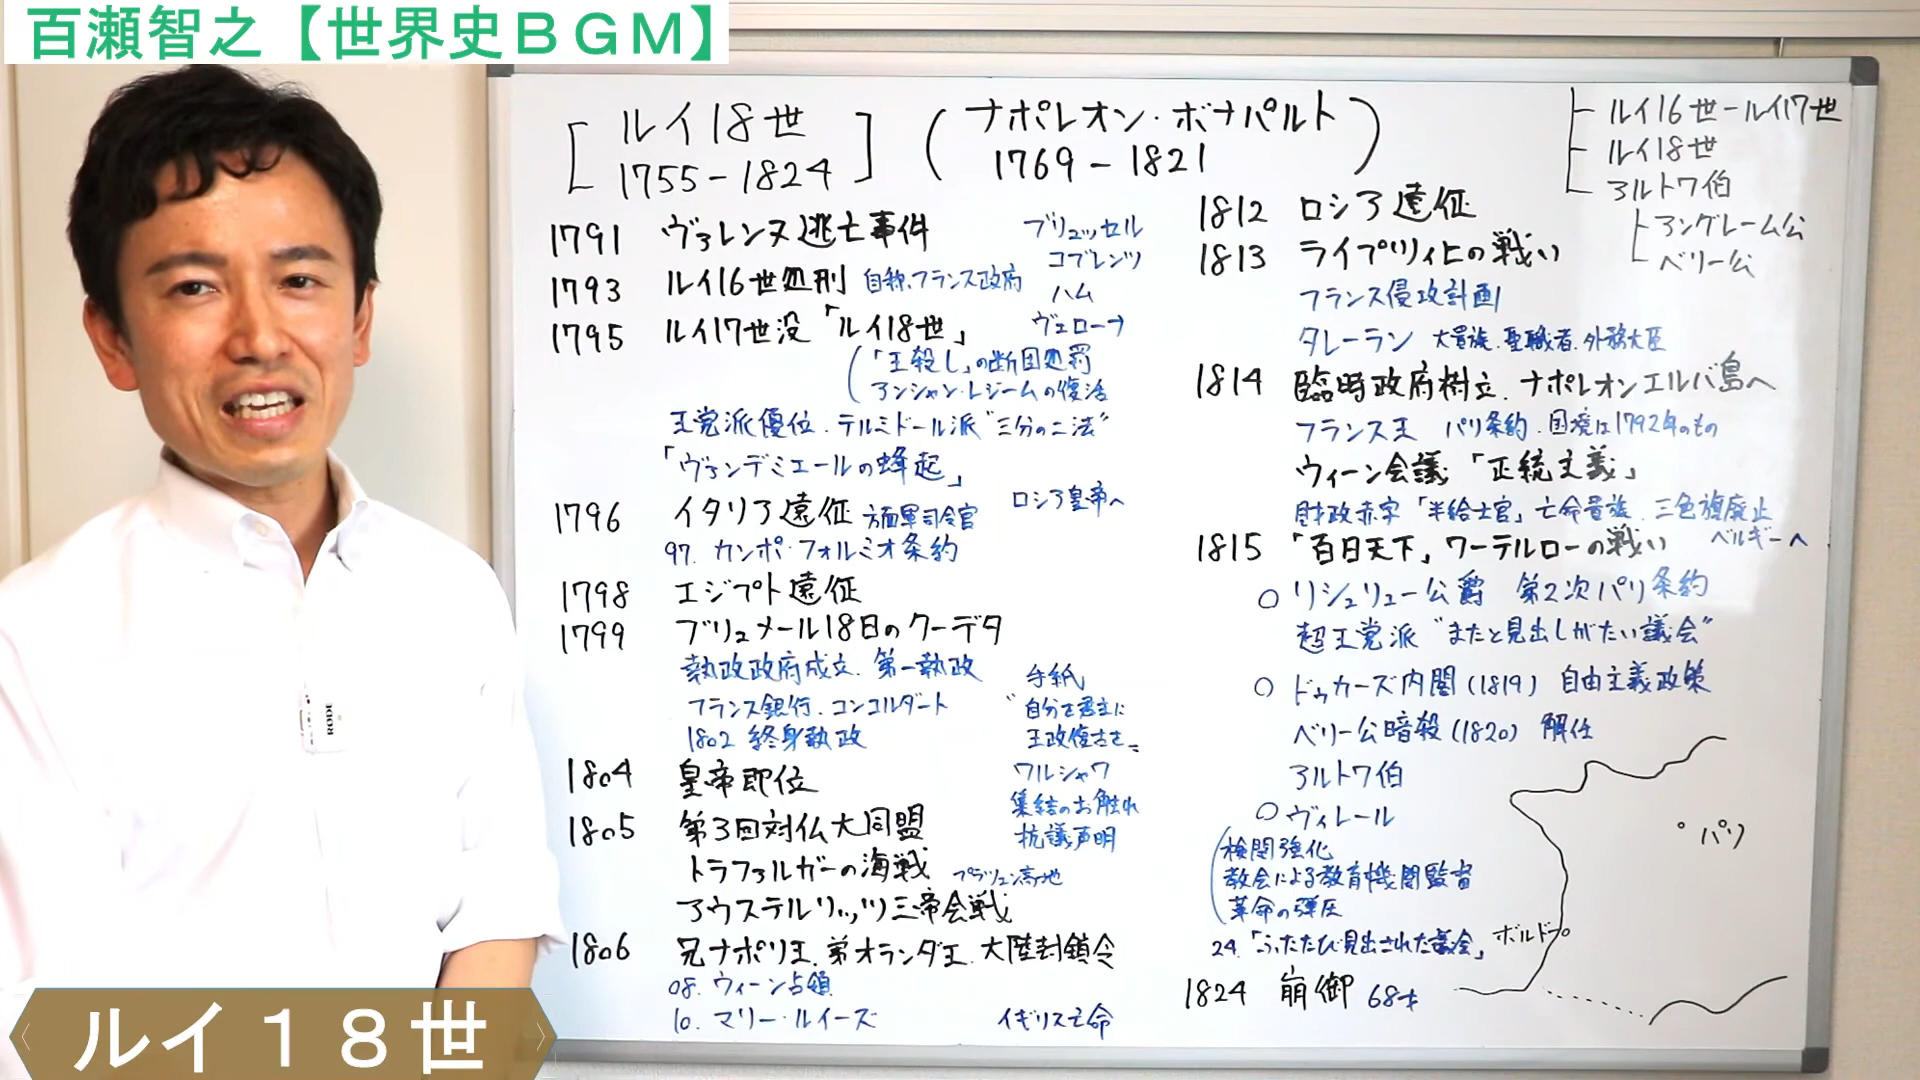 百瀬智之【世界史ＢＧＭ】
ルイ18世
1755-1824
ナポレオン・ボナパルト
1769-1821
ルイ16世-ルイ17世
ルイ18世
アルトワ伯
アングレーム公
ベリー公
1791 ヴァレンヌ逃亡事件 ブリュッセル
コブレンツ
1793 ルイ16世処刑 自称、フランス政府 ハム
1795 ルイ17世没「ルイ18世」 ヴェローナ
「王殺し」の断固処罰
アンシャン・レジームの復活
王党派優位・テルミドール派"三分の二法"
「ヴァンデミエールの蜂起」
1796 イタリア遠征 方面軍司令官 ロシア皇帝へ
97. カンポ・フォルミオ条約
1798 エジプト遠征
1799 ブリュメール18日のクーデタ
執政政府成立. 第一執政 手紙
フランス銀行. コンコルダート "自分を君主に
1802 終身執政 王政復古を"
1804 皇帝即位 ワルシャワ
集結のお触れ
1805 第3回対仏大同盟 抗議声明
トラファルガーの海戦 プラツェン高地
アウステルリッツ三帝会戦
1806 兄ナポリ王. 弟オランダ王. 大陸封鎖令
08. ウィーン占領
10. マリー・ルイーズ イギリス亡命
1812 ロシア遠征
1813 ライプツィヒの戦い
フランス侵攻計画
タレーラン 大貴族. 聖職者. 外務大臣
1814 臨時政府樹立. ナポレオンエルバ島へ
フランス王 パリ条約. 国境は1792年のもの
ウィーン会議「正統主義」
財政赤字「半給士官」亡命貴族. 三色旗廃止
1815 「百日天下」ワーテルローの戦い ベルギーへ
○ リシュリュー公爵 第2次パリ条約
超王党派 "またと見出しがたい議会"
○ ドゥカーズ内閣(1819) 自由主義政策
ベリー公暗殺(1820) 解任
アルトワ伯
○ ヴィレール
検閲強化
教会による教育機関監督
革命の弾圧
24. 「ふたたび見出された議会」
1824 崩御 68才
パリ
ボルドー
ルイ１８世